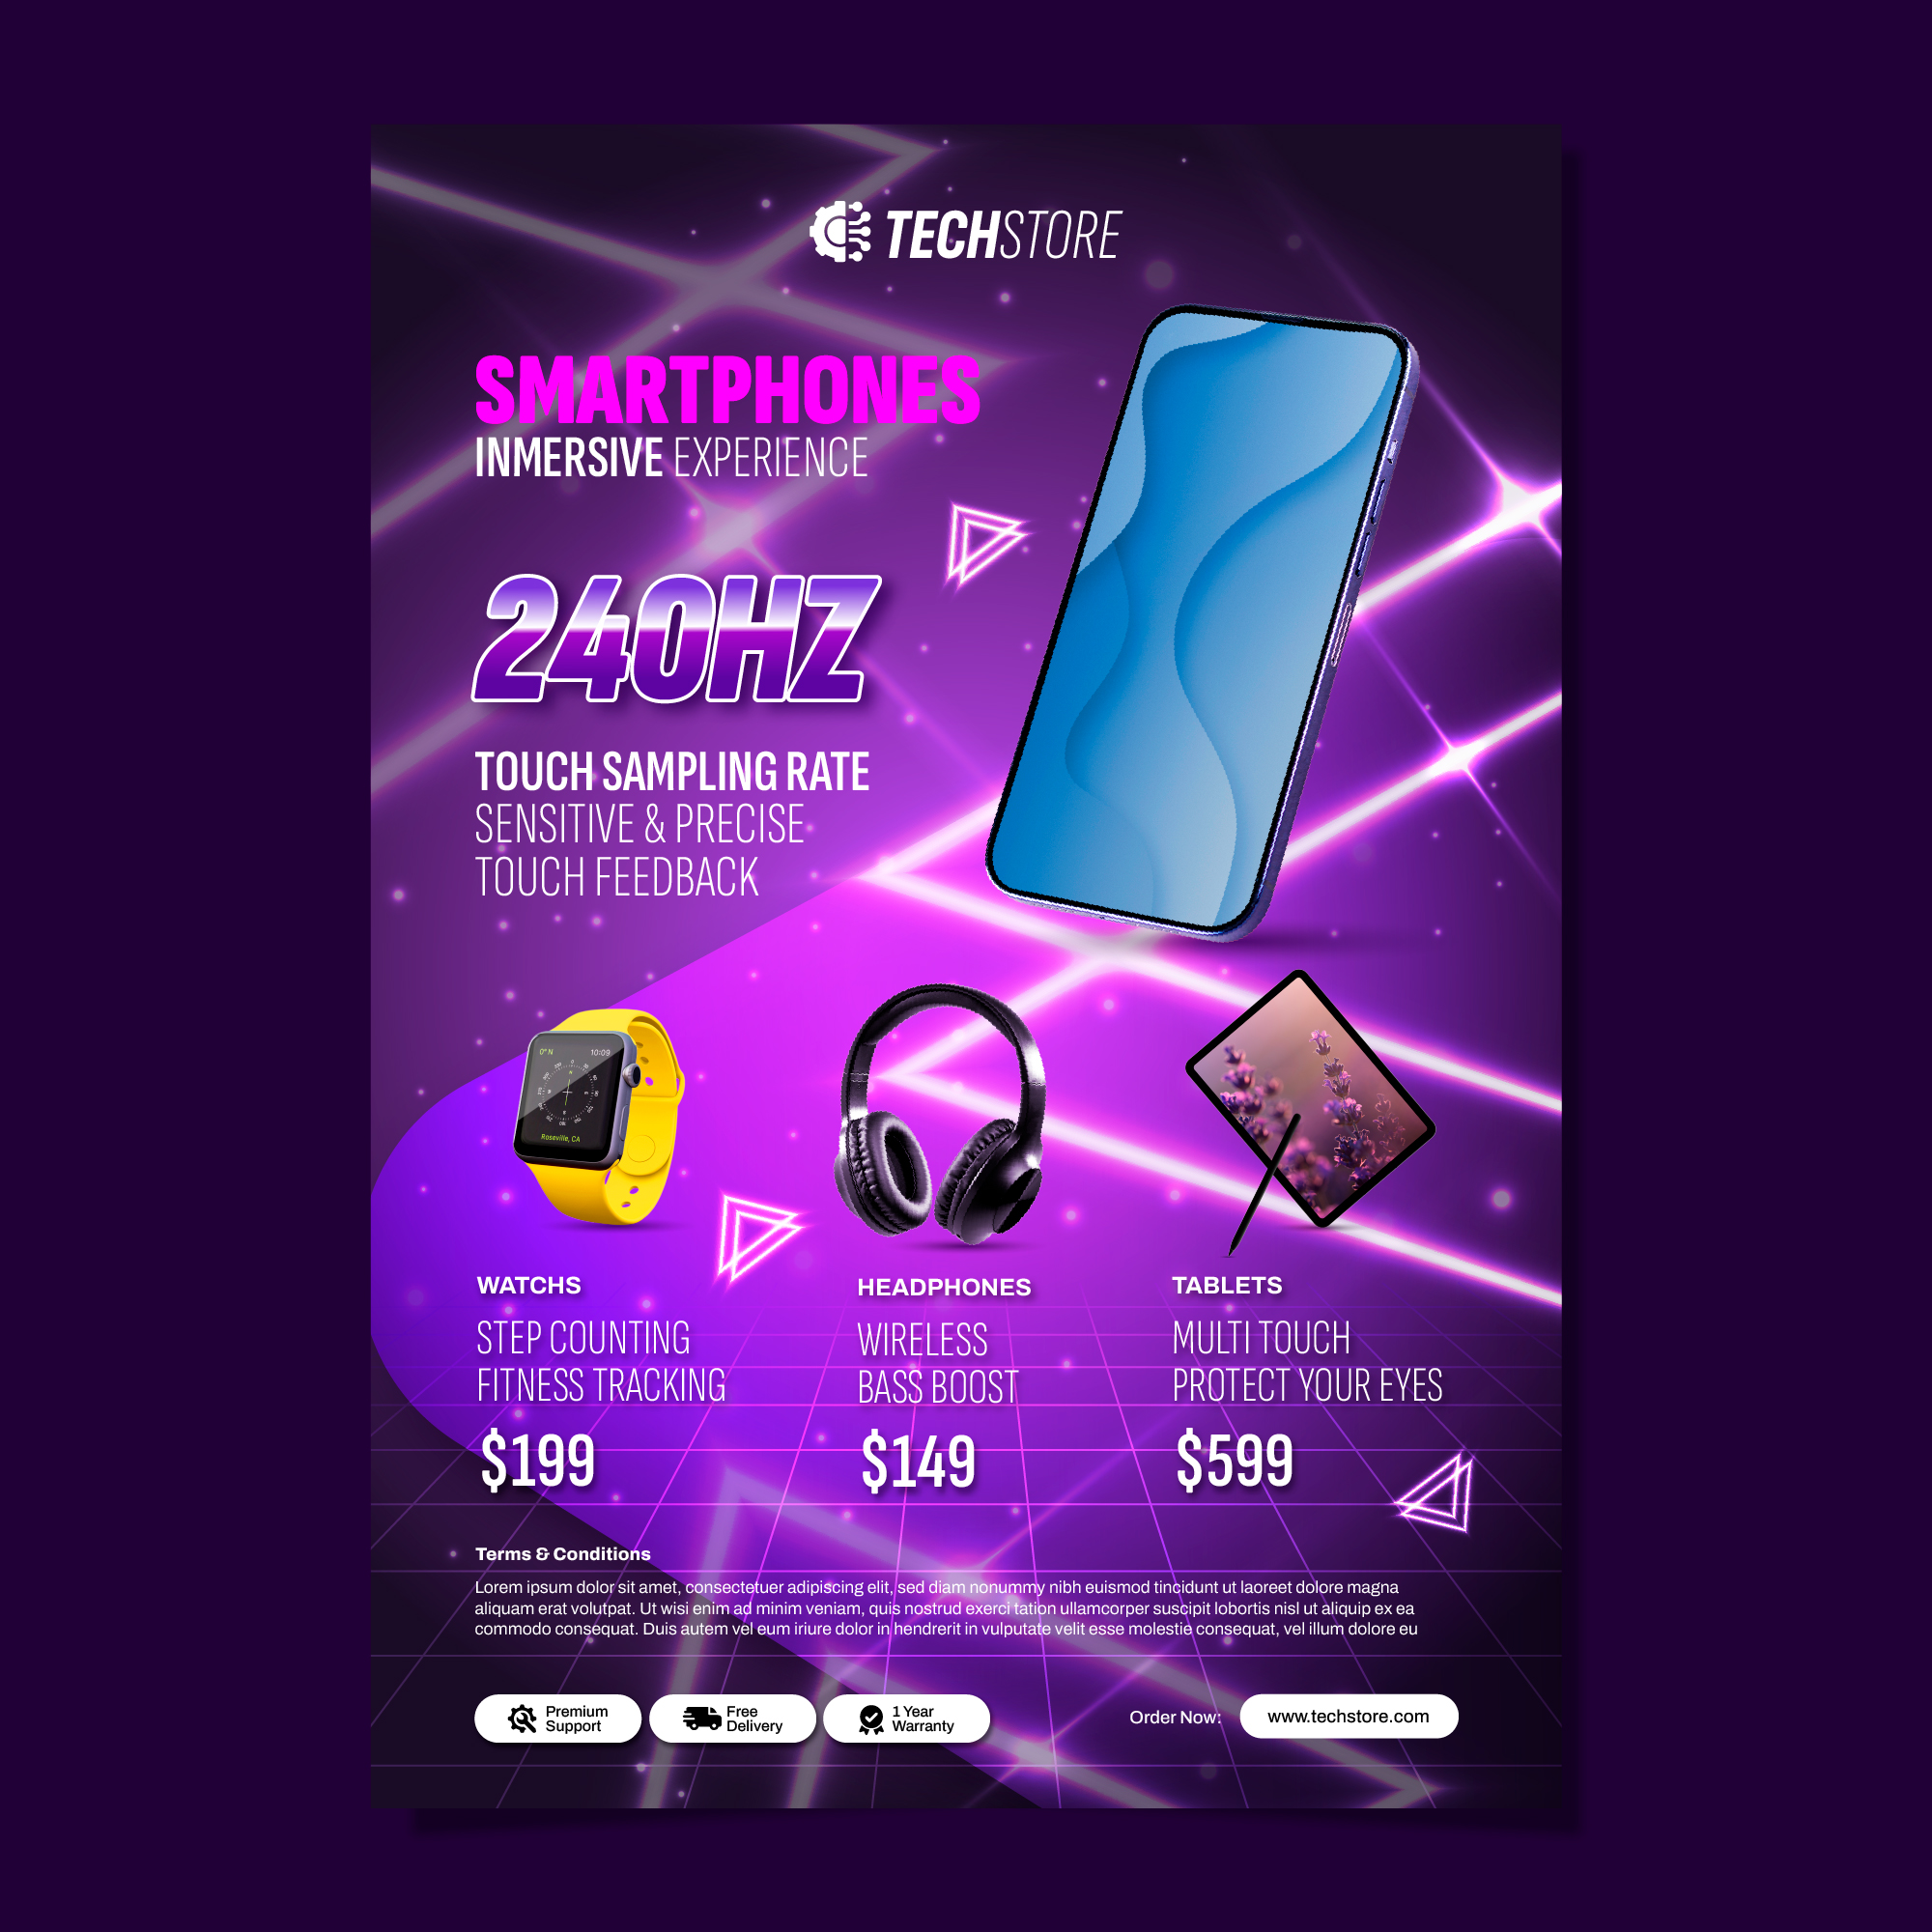 TECHSTORE
SMARTPHONES
INMERSIVE EXPERIENCE
240HZ
TOUCH SAMPLING RATE
SENSITIVE & PRECISE
TOUCH FEEDBACK
0° N 10:09
Roseville, CA
WATCHS
STEP COUNTING
FITNESS TRACKING
$199
HEADPHONES
WIRELESS
BASS BOOST
$149
TABLETS
MULTI TOUCH
PROTECT YOUR EYES
$599
Terms & Conditions
Lorem ipsum dolor sit amet, consectetuer adipiscing elit, sed diam nonummy nibh euismod tincidunt ut laoreet dolore magna
aliquam erat volutpat. Ut wisi enim ad minim veniam, quis nostrud exerci tation ullamcorper suscipit lobortis nisl ut aliquip ex ea
commodo consequat. Duis autem vel eum iriure dolor in hendrerit in vulputate velit esse molestie consequat, vel illum dolore eu
Premium
Support
Free
Delivery
1 Year
Warranty
Order Now:
www.techstore.com